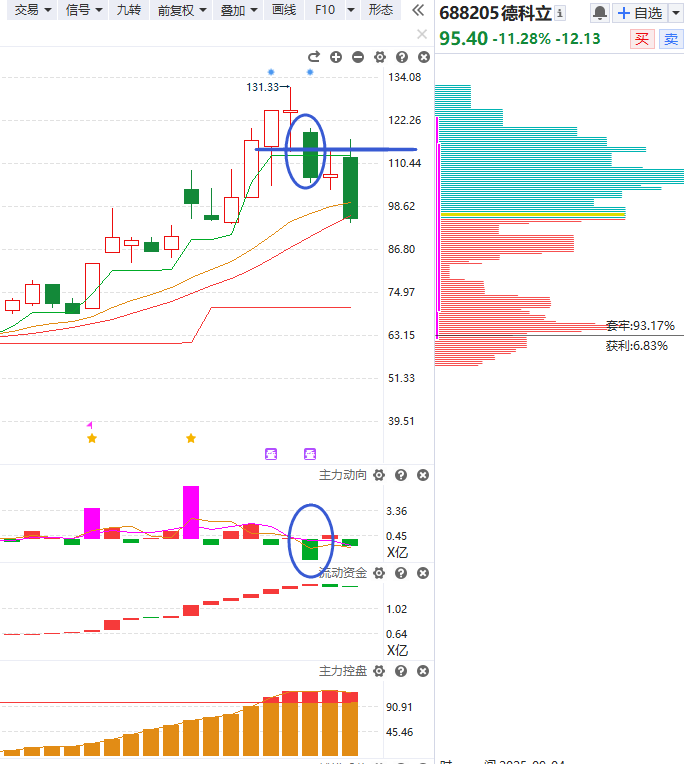 交易 信号 九转 前复权 叠加 画线 F10 形态
688205德科立
自选
95.40 -11.28% -12.13
买 卖
131.33
134.08
122.26
110.44
98.62
86.80
74.97
63.15
51.33
39.51
套牢:93.17%
获利:6.83%
主力动向
3.36
0.45
X亿
流动资金
1.02
0.64
X亿
主力控盘
90.91
45.46